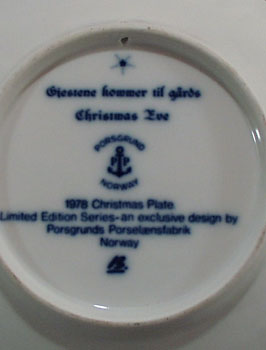 Gjestene kommer til gårds
Christmas Eve
PORSGRUND
P P
NORWAY
1978 Christmas Plate
Limited Edition Series-an exclusive design by
Porsgrunds Porselænsfabrik
Norway